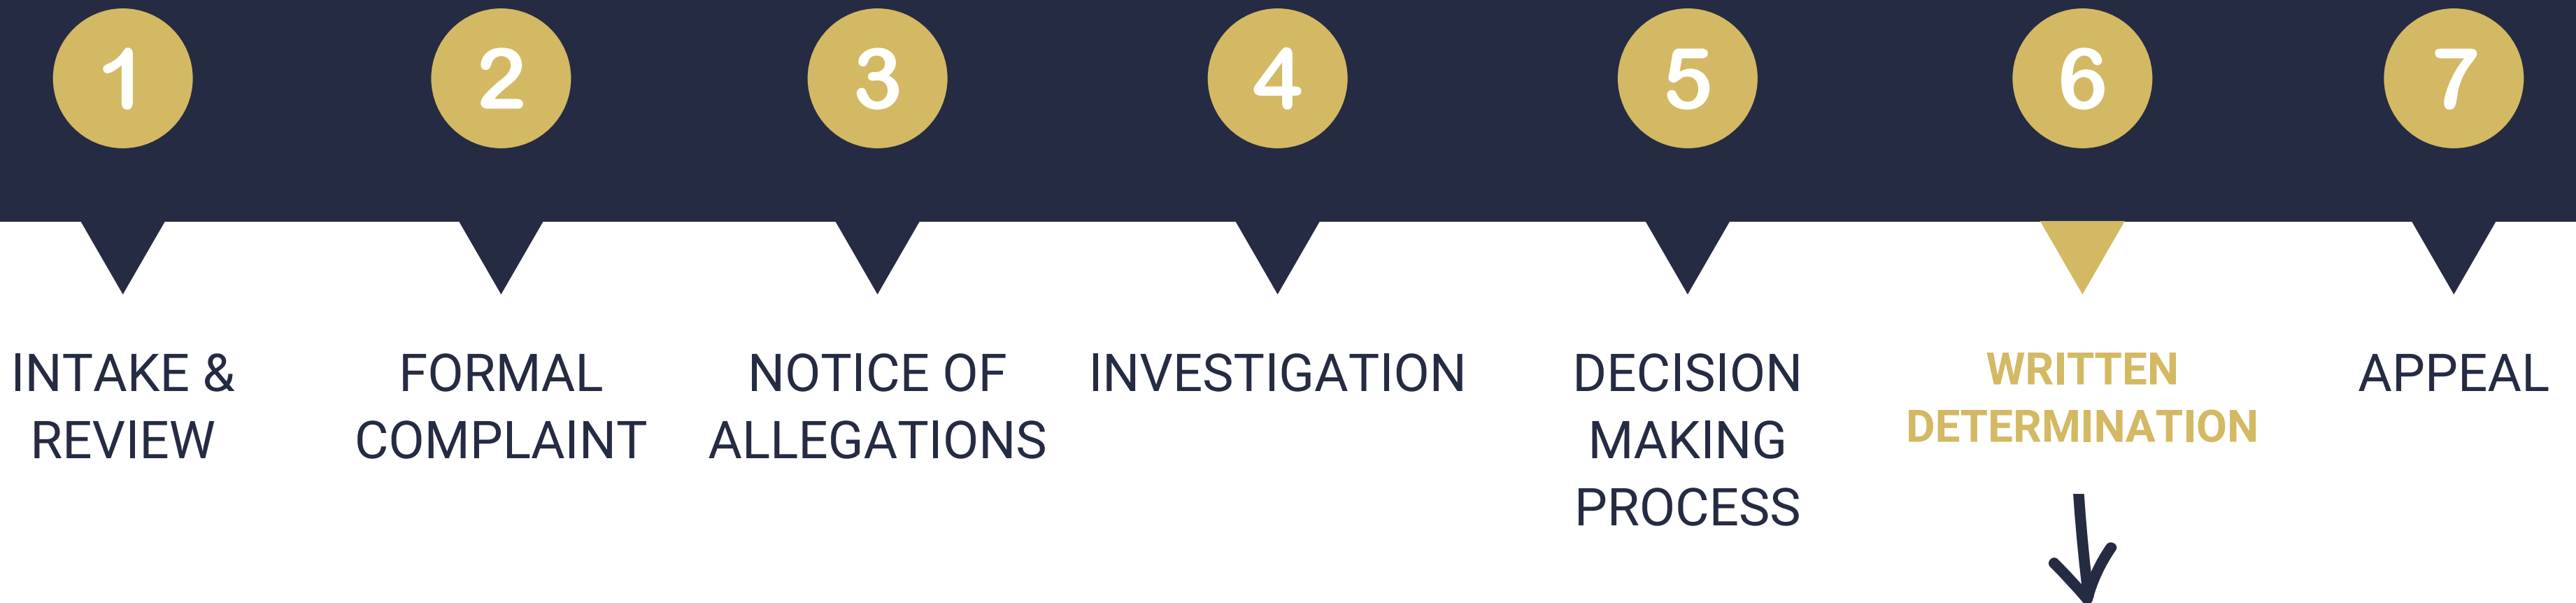 1
2
3
4
5
6
7
INTAKE &
REVIEW
FORMAL
COMPLAINT
NOTICE OF
ALLEGATIONS
INVESTIGATION
DECISION
MAKING
PROCESS
WRITTEN
DETERMINATION
APPEAL